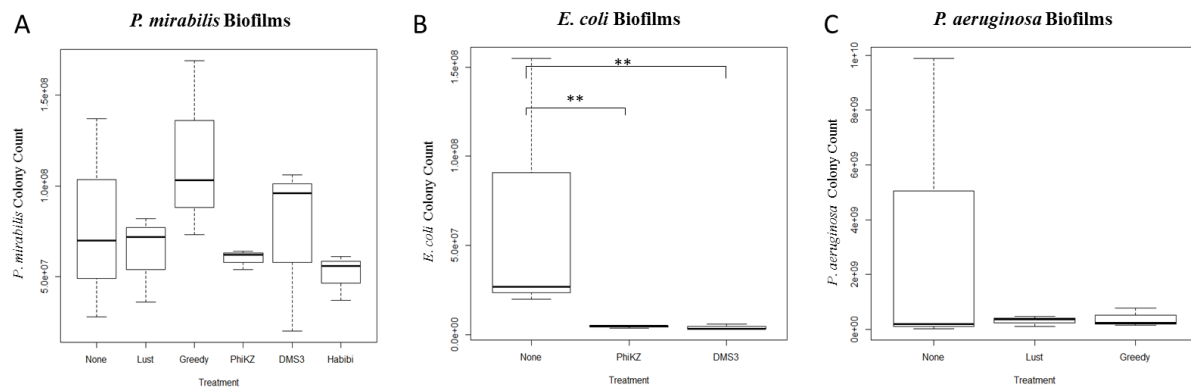 A
P. mirabilis Biofilms
P. mirabilis Colony Count
1.5e+08
1.0e+08
5.0e+07
None Lust Greedy PhiKZ DMS3 Habibi
Treatment
B
E. coli Biofilms
E. coli Colony Count
1.5e+08
1.0e+08
5.0e+07
0.0e+00
**
**
None PhiKZ DMS3
Treatment
C
P. aeruginosa Biofilms
P. aeruginosa Colony Count
1e+10
8e+09
6e+09
4e+09
2e+09
0e+00
None Lust Greedy
Treatment